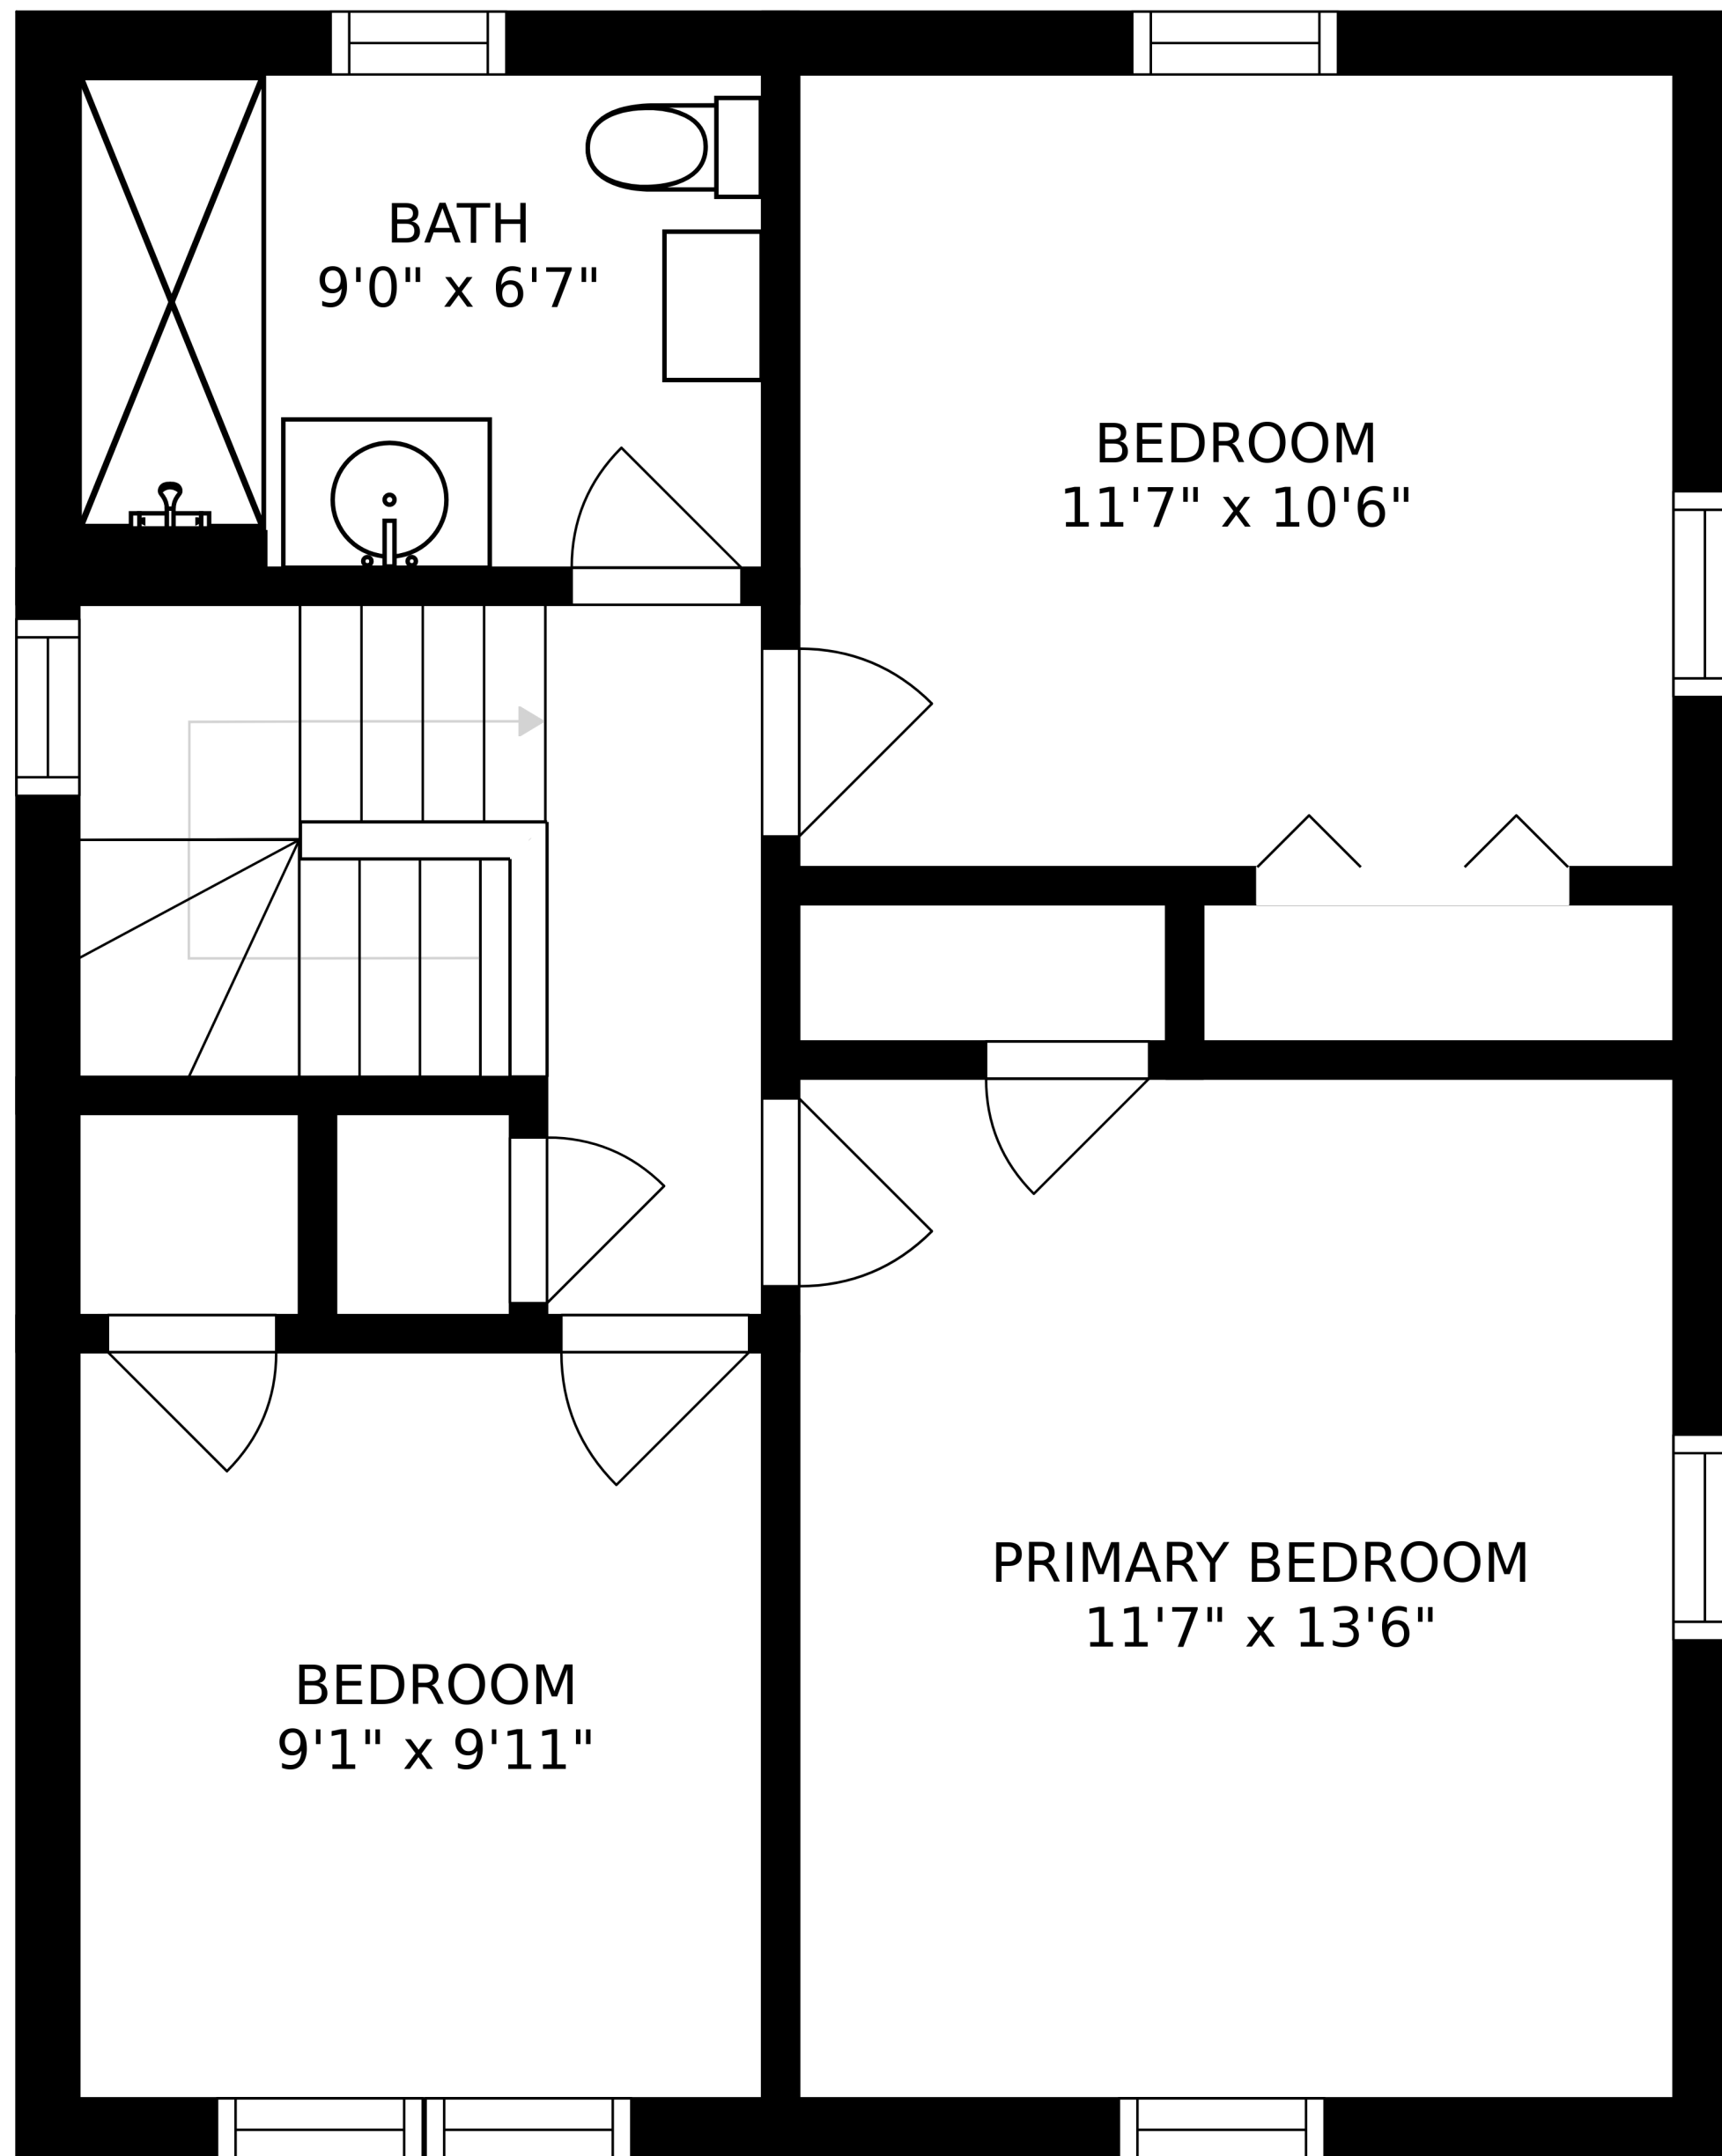 BATH
9'0" x 6'7"
BEDROOM
11'7" x 10'6"
PRIMARY BEDROOM
11'7" x 13'6"
BEDROOM
9'1" x 9'11"